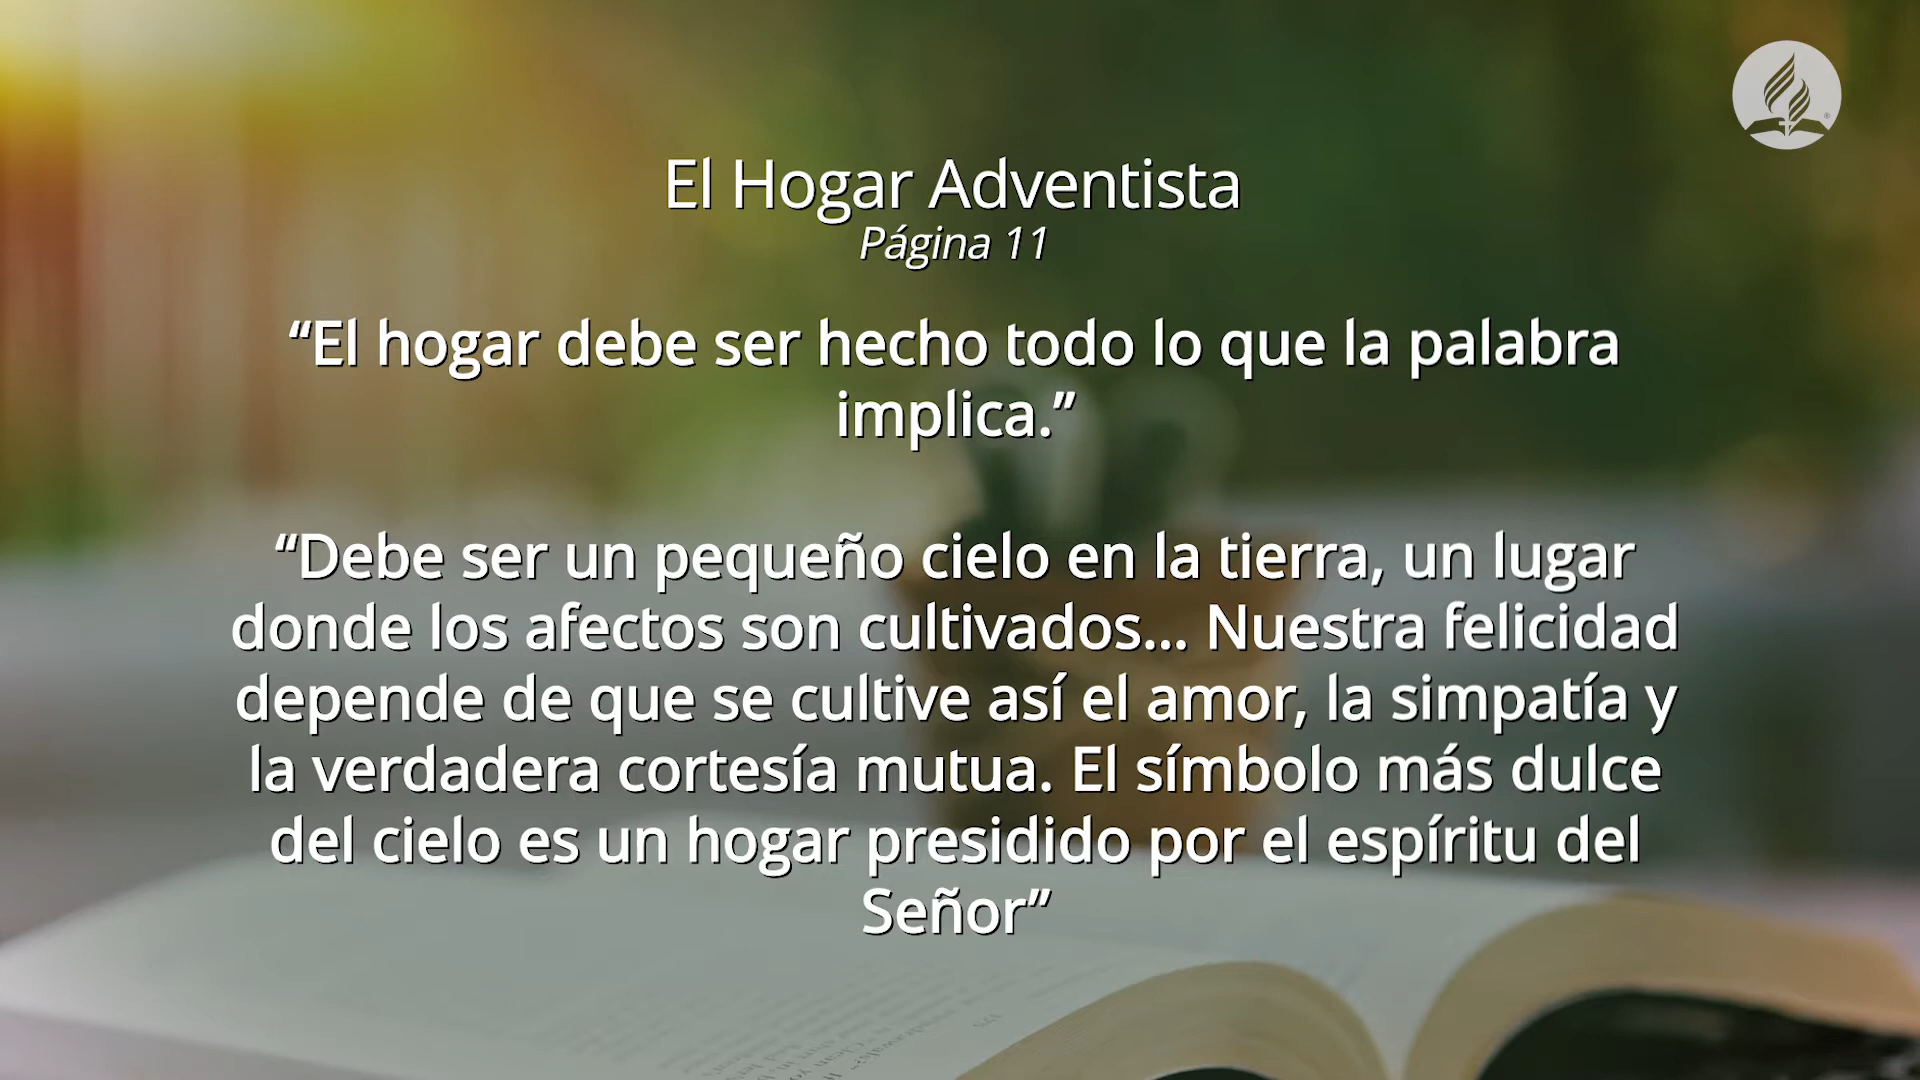 El Hogar Adventista
Página 11
“El hogar debe ser hecho todo lo que la palabra
implica.”
“Debe ser un pequeño cielo en la tierra, un lugar
donde los afectos son cultivados... Nuestra felicidad
depende de que se cultive así el amor, la simpatía y
la verdadera cortesía mutua. El símbolo más dulce
del cielo es un hogar presidido por el espíritu del
Señor”